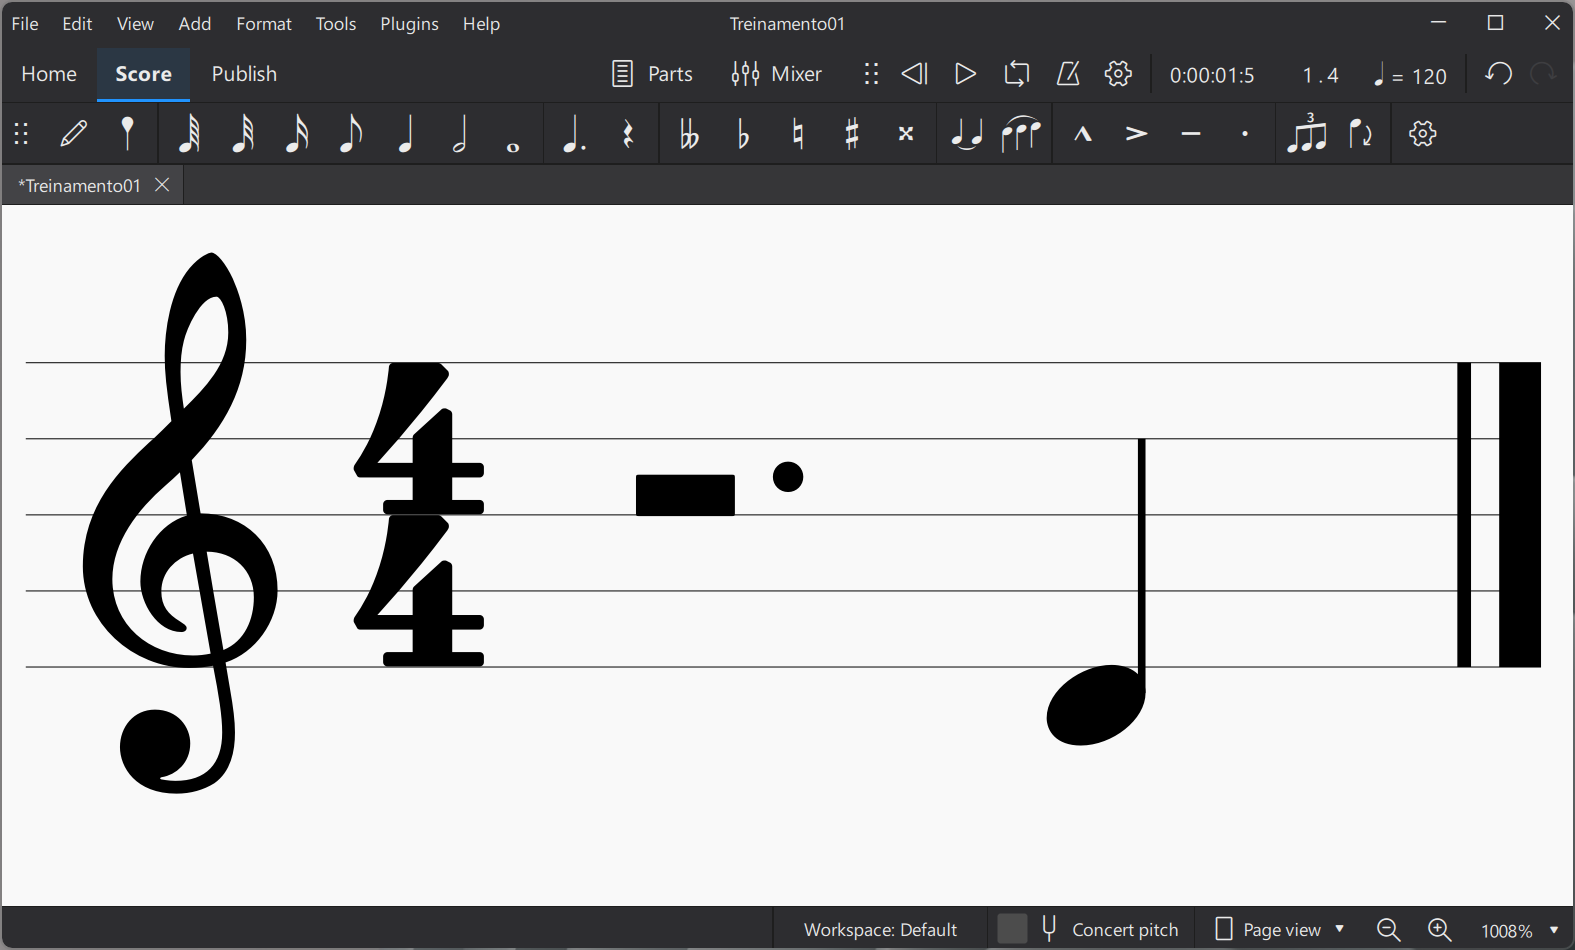 File Edit View Add Format Tools Plugins Help Treinamento01
Home Score Publish Parts Mixer 0:00:01:5 1 . 4 = 120
3
*Treinamento01
4
4
Workspace: Default Concert pitch Page view 1008%